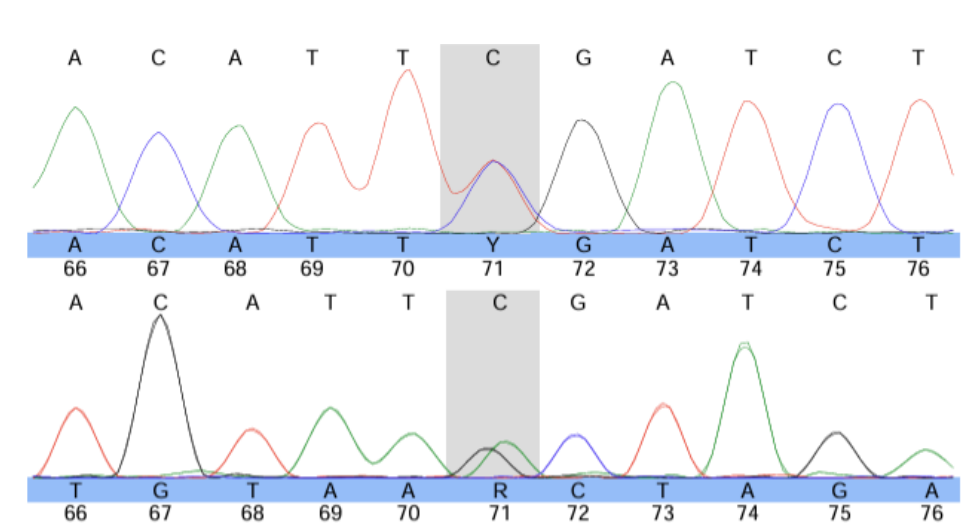 A C A T T C G A T C T
A C A T T Y G A T C T
66 67 68 69 70 71 72 73 74 75 76
A C A T T C G A T C T
T G T A A R C T A G A
66 67 68 69 70 71 72 73 74 75 76